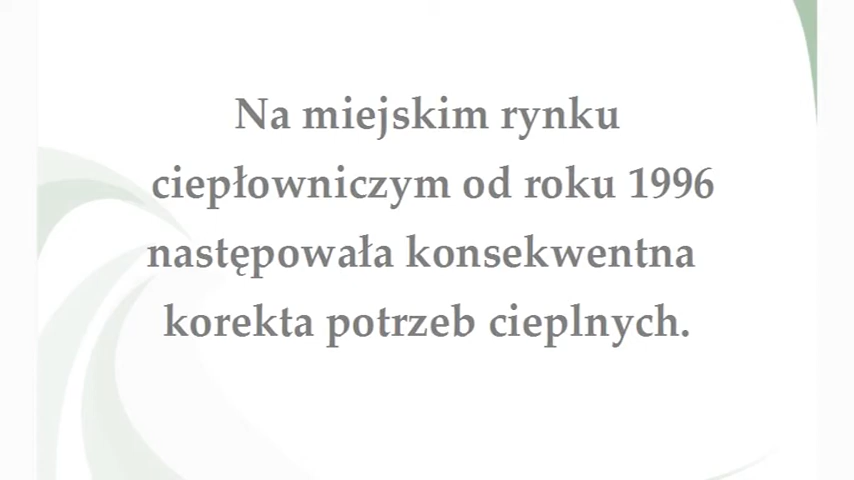 Na miejskim rynku
ciepłowniczym od roku 1996
następowała konsekwentna
korekta potrzeb cieplnych.